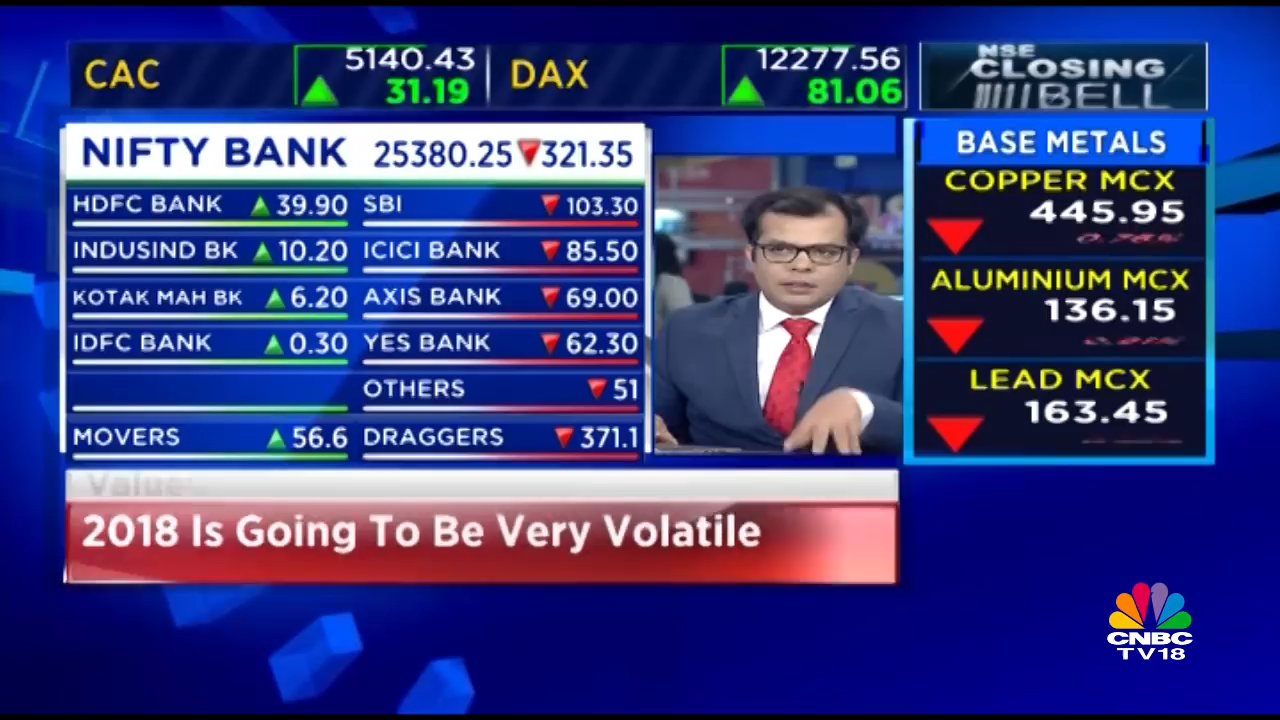 CAC 5140.43 31.19 DAX 12277.56 81.06
NSE
CLOSING
BELL
NIFTY BANK 25380.25 321.35
HDFC BANK 39.90 SBI 103.30
INDUSIND BK 10.20 ICICI BANK 85.50
KOTAK MAH BK 6.20 AXIS BANK 69.00
IDFC BANK 0.30 YES BANK 62.30
OTHERS 51
MOVERS 56.6 DRAGGERS 371.1
BASE METALS
COPPER MCX
445.95
ALUMINIUM MCX
136.15
LEAD MCX
163.45
Value:
2018 Is Going To Be Very Volatile
CNBC
TV18